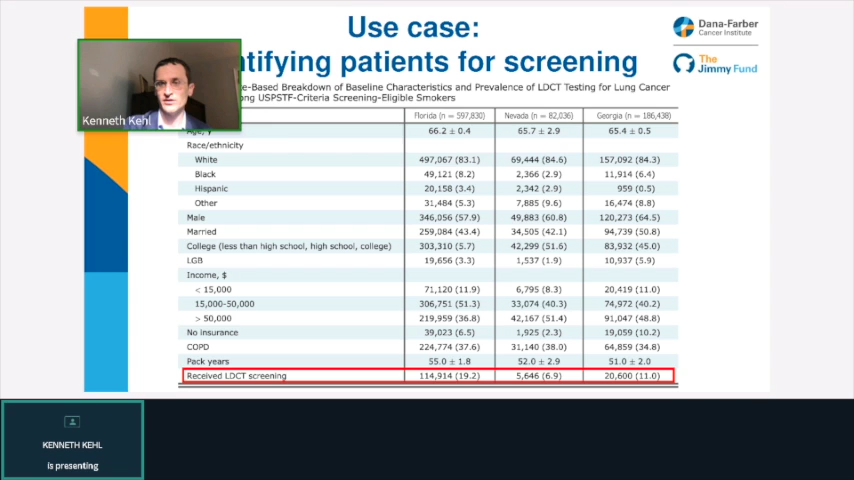 Use case:
ntifying patients for screening
Dana-Farber
Cancer Institute
The
Jimmy Fund
Kenneth Kehl
e-Based Breakdown of Baseline Characteristics and Prevalence of LDCT Testing for Lung Cancer
ong USPSTF-Criteria Screening-Eligible Smokers
Florida (n = 597,830) Nevada (n = 82,036) Georgia (n = 186,438)
Age, y 66.2 ± 0.4 65.7 ± 2.9 65.4 ± 0.5
Race/ethnicity
White 497,067 (83.1) 69,444 (84.6) 157,092 (84.3)
Black 49,121 (8.2) 2,366 (2.9) 11,914 (6.4)
Hispanic 20,158 (3.4) 2,342 (2.9) 959 (0.5)
Other 31,484 (5.3) 7,885 (9.6) 16,474 (8.8)
Male 346,056 (57.9) 49,883 (60.8) 120,273 (64.5)
Married 259,084 (43.4) 34,505 (42.1) 94,739 (50.8)
College (less than high school, high school, college) 303,310 (5.7) 42,299 (51.6) 83,932 (45.0)
LGB 19,656 (3.3) 1,537 (1.9) 10,937 (5.9)
Income, $
< 15,000 71,120 (11.9) 6,795 (8.3) 20,419 (11.0)
15,000-50,000 306,751 (51.3) 33,074 (40.3) 74,972 (40.2)
> 50,000 219,959 (36.8) 42,167 (51.4) 91,047 (48.8)
No insurance 39,023 (6.5) 1,925 (2.3) 19,059 (10.2)
COPD 224,774 (37.6) 31,140 (38.0) 64,859 (34.8)
Pack years 55.0 ± 1.8 52.0 ± 2.9 51.0 ± 2.0
Received LDCT screening 114,914 (19.2) 5,646 (6.9) 20,600 (11.0)
KENNETH KEHL
is presenting